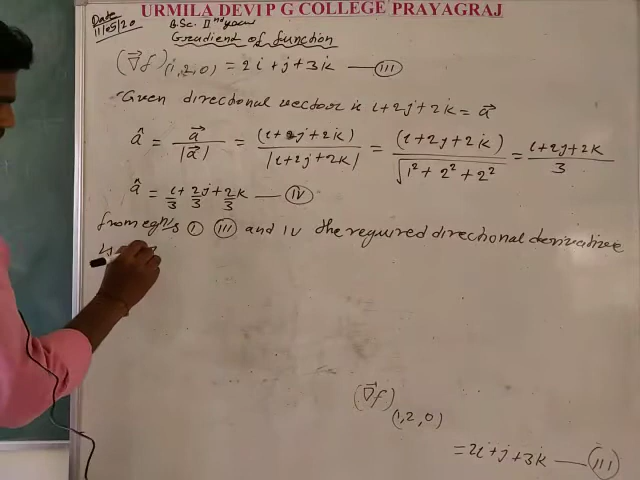 URMILA DEVI P G COLLEGE PRAYAGRAJ
Date
11/05/20
B.Sc. IInd year
Gradient of function
(∇⃗f)(1,2,0) = 2i+j+3k — (III)
Given directional vector is i+2j+2k = a⃗
â = a⃗/|a⃗| = (i+2j+2k)/|i+2j+2k| = (i+2j+2k)/√(1²+2²+2²) = (i+2j+2k)/3
â = i/3 + 2/3 j + 2/3 k — (IV)
from eqn's (I) (III) and IV the required directional derivative
is
(∇⃗f)(1,2,0)
= 2i+j+3k — (III)